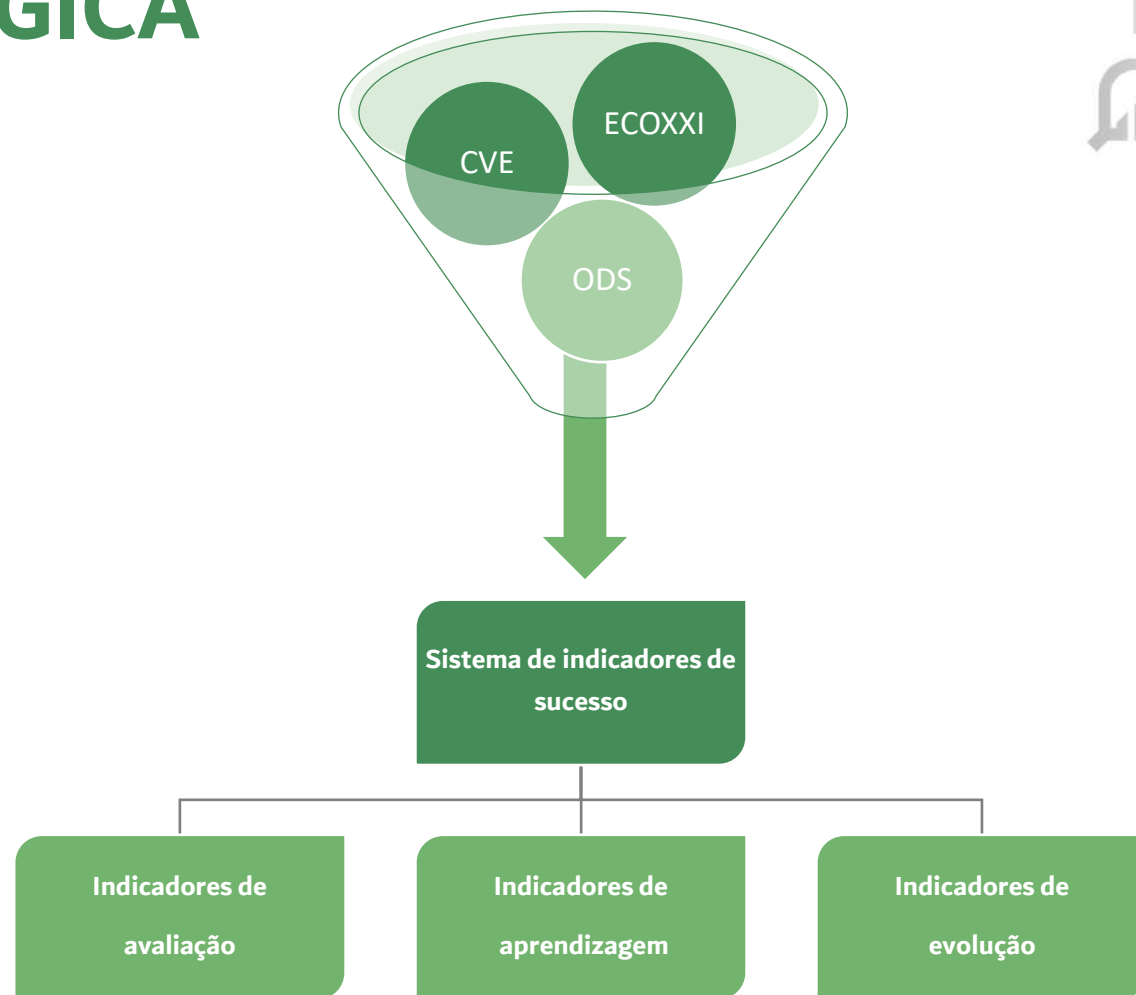 GICA
ECOXXI
CVE
ODS
Sistema de indicadores de
sucesso
Indicadores de
avaliação
Indicadores de
aprendizagem
Indicadores de
evolução